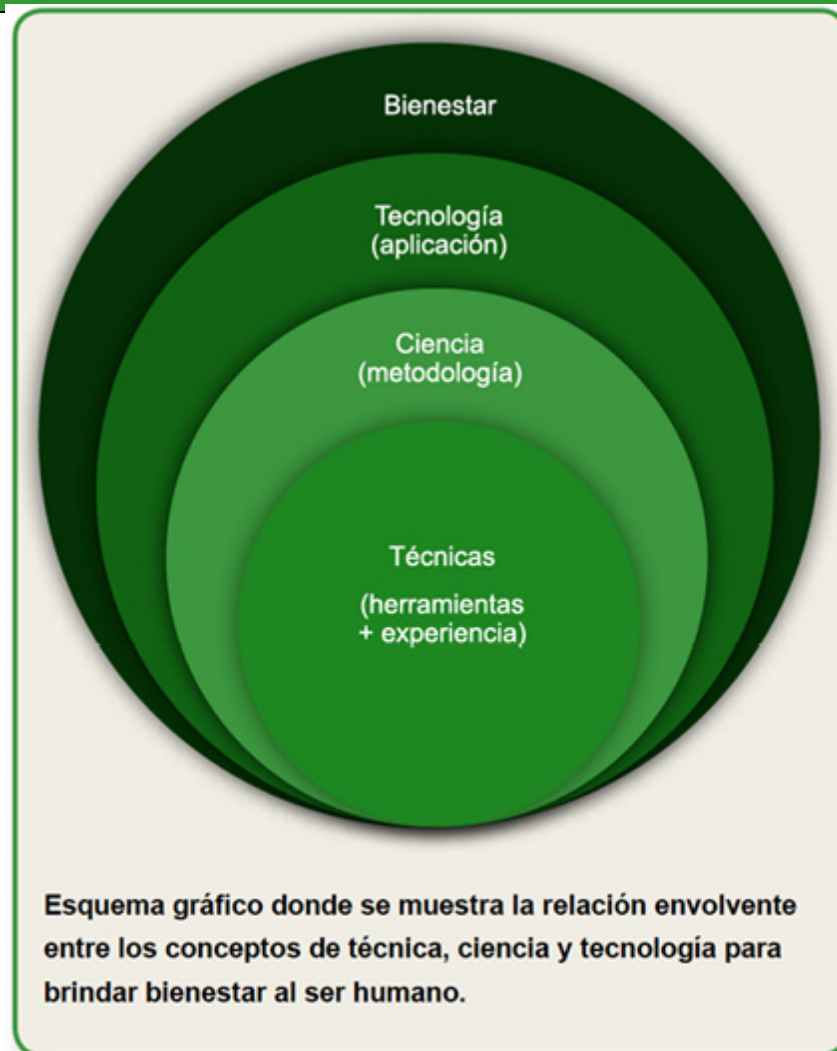 Bienestar
Tecnología
(aplicación)
Ciencia
(metodología)
Técnicas
(herramientas
+ experiencia)
Esquema gráfico donde se muestra la relación envolvente
entre los conceptos de técnica, ciencia y tecnología para
brindar bienestar al ser humano.